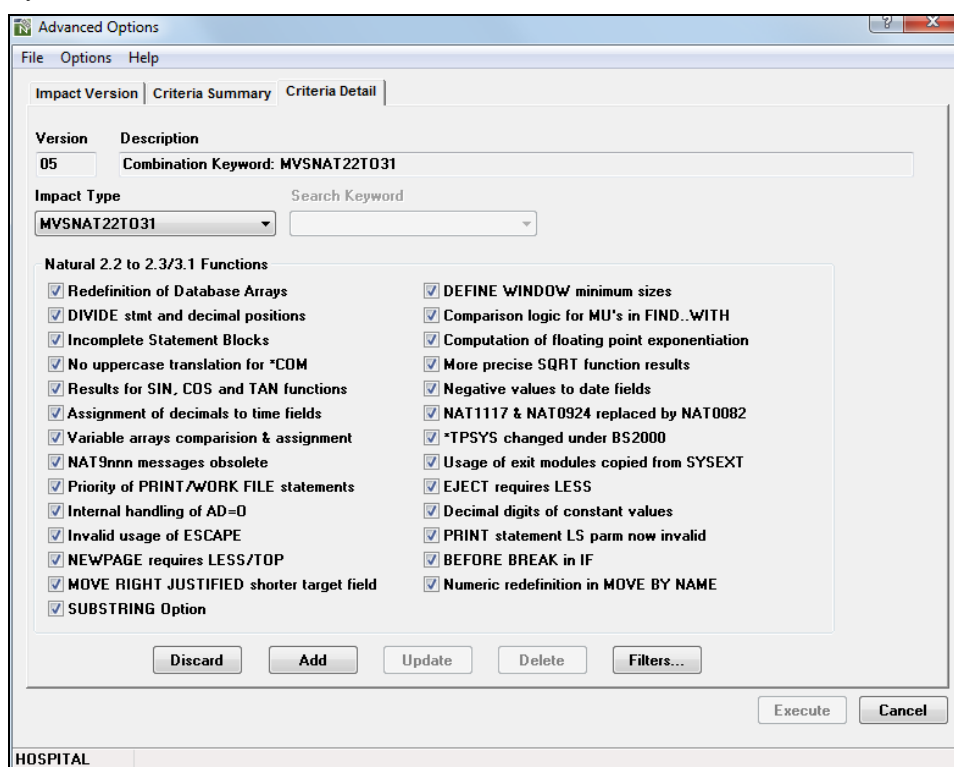 Advanced Options
File Options Help
Impact Version Criteria Summary Criteria Detail
Version Description
05 Combination Keyword: MVSNAT22TO31
Impact Type Search Keyword
MVSNAT22TO31
Natural 2.2 to 2.3/3.1 Functions
Redefinition of Database Arrays DEFINE WINDOW minimum sizes
DIVIDE stmt and decimal positions Comparison logic for MU's in FIND..WITH
Incomplete Statement Blocks Computation of floating point exponentiation
No uppercase translation for *COM More precise SQRT function results
Results for SIN, COS and TAN functions Negative values to date fields
Assignment of decimals to time fields NAT1117 & NAT0924 replaced by NAT0082
Variable arrays comparision & assignment *TPSYS changed under BS2000
NAT9nnn messages obsolete Usage of exit modules copied from SYSEXT
Priority of PRINT/WORK FILE statements EJECT requires LESS
Internal handling of AD=O Decimal digits of constant values
Invalid usage of ESCAPE PRINT statement LS parm now invalid
NEWPAGE requires LESS/TOP BEFORE BREAK in IF
MOVE RIGHT JUSTIFIED shorter target field Numeric redefinition in MOVE BY NAME
SUBSTRING Option
Discard Add Update Delete Filters...
Execute Cancel
HOSPITAL